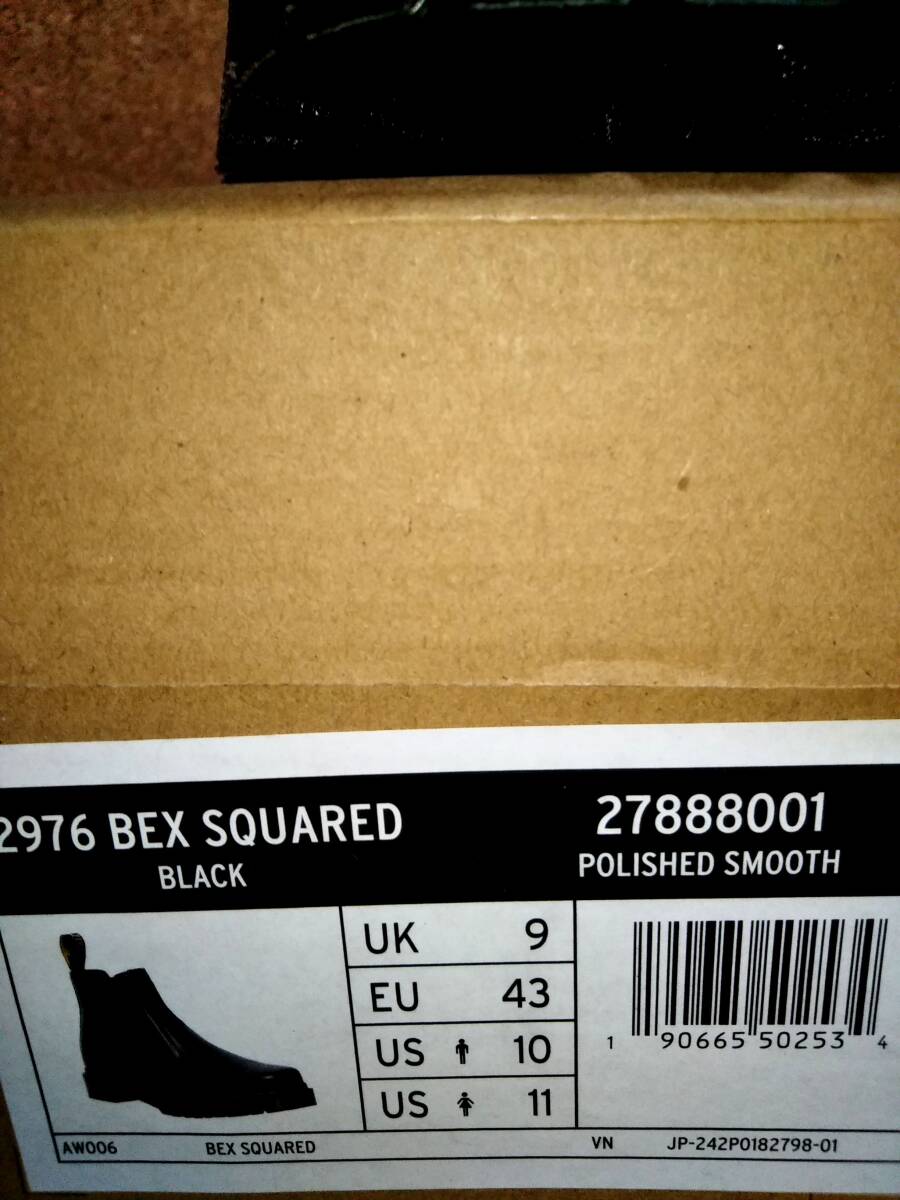 2976 BEX SQUARED
BLACK
27888001
POLISHED SMOOTH
UK 9
EU 43
US 10
US 11
1 90665 50253 4
AW006 BEX SQUARED VN JP-242P0182798-01